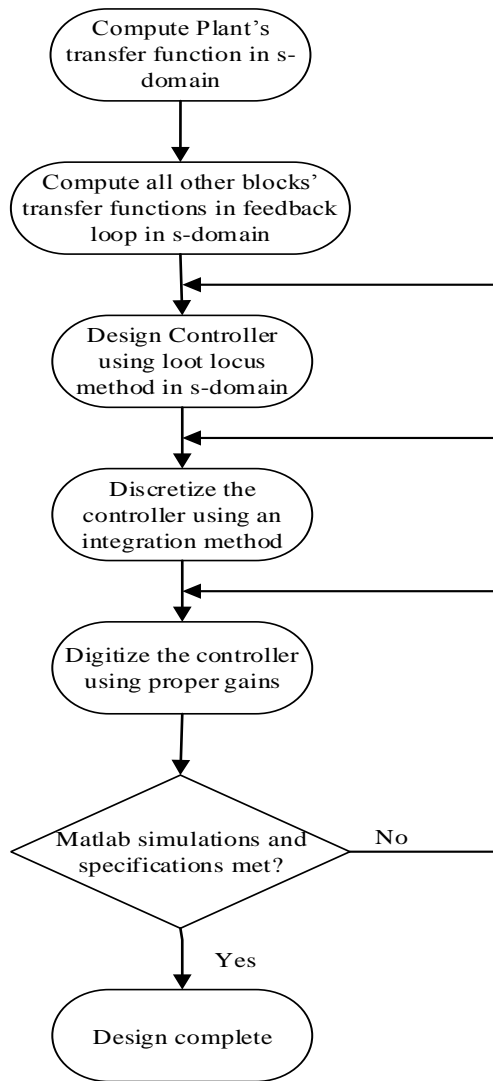 Compute Plant’s
transfer function in s-
domain
Compute all other blocks’
transfer functions in feedback
loop in s-domain
Design Controller
using loot locus
method in s-domain
Discretize the
controller using an
integration method
Digitize the controller
using proper gains
Matlab simulations and
specifications met?
No
Yes
Design complete